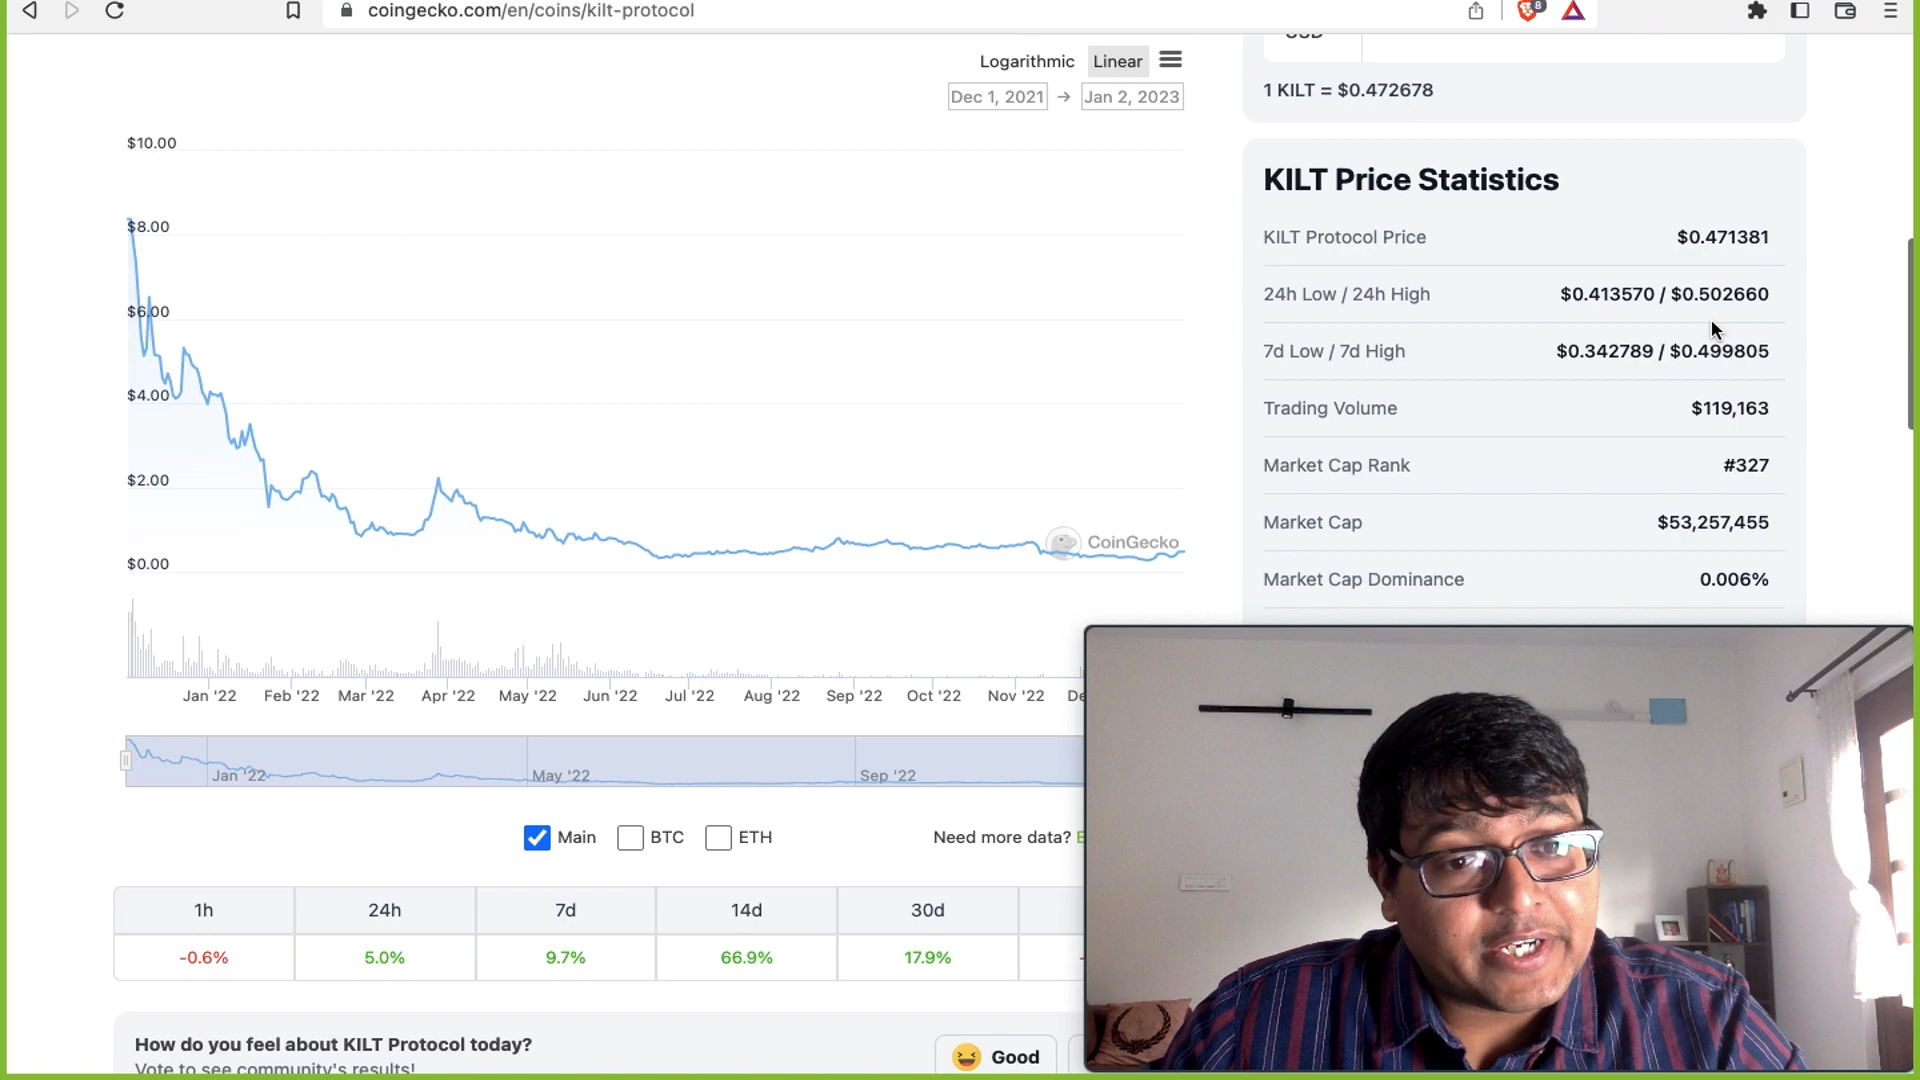 coingecko.com/en/coins/kilt-protocol
8
Logarithmic Linear
Dec 1, 2021 → Jan 2, 2023
$10.00
$8.00
$6.00
$4.00
$2.00
$0.00
CoinGecko
Jan '22 Feb '22 Mar '22 Apr '22 May '22 Jun '22 Jul '22 Aug '22 Sep '22 Oct '22 Nov '22 De
Jan '22 May '22 Sep '22
Main BTC ETH
Need more data?
1h 24h 7d 14d 30d
-0.6% 5.0% 9.7% 66.9% 17.9%
How do you feel about KILT Protocol today?
Vote to see community's results!
Good
USD
1 KILT = $0.472678
KILT Price Statistics
KILT Protocol Price $0.471381
24h Low / 24h High $0.413570 / $0.502660
7d Low / 7d High $0.342789 / $0.499805
Trading Volume $119,163
Market Cap Rank #327
Market Cap $53,257,455
Market Cap Dominance 0.006%